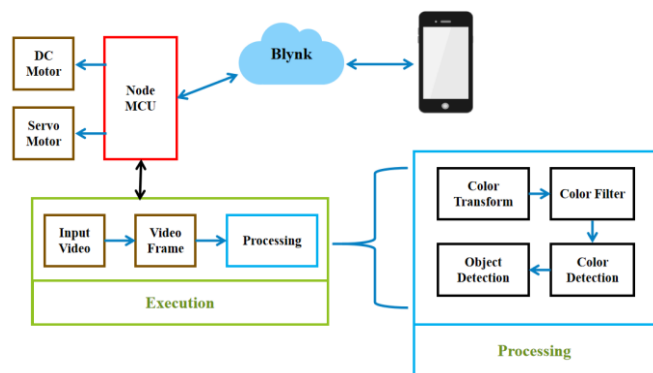 DC
Motor
Node
MCU
Blynk
Servo
Motor
Input
Video
Video
Frame
Processing
Execution
Color
Transform
Color Filter
Object
Detection
Color
Detection
Processing